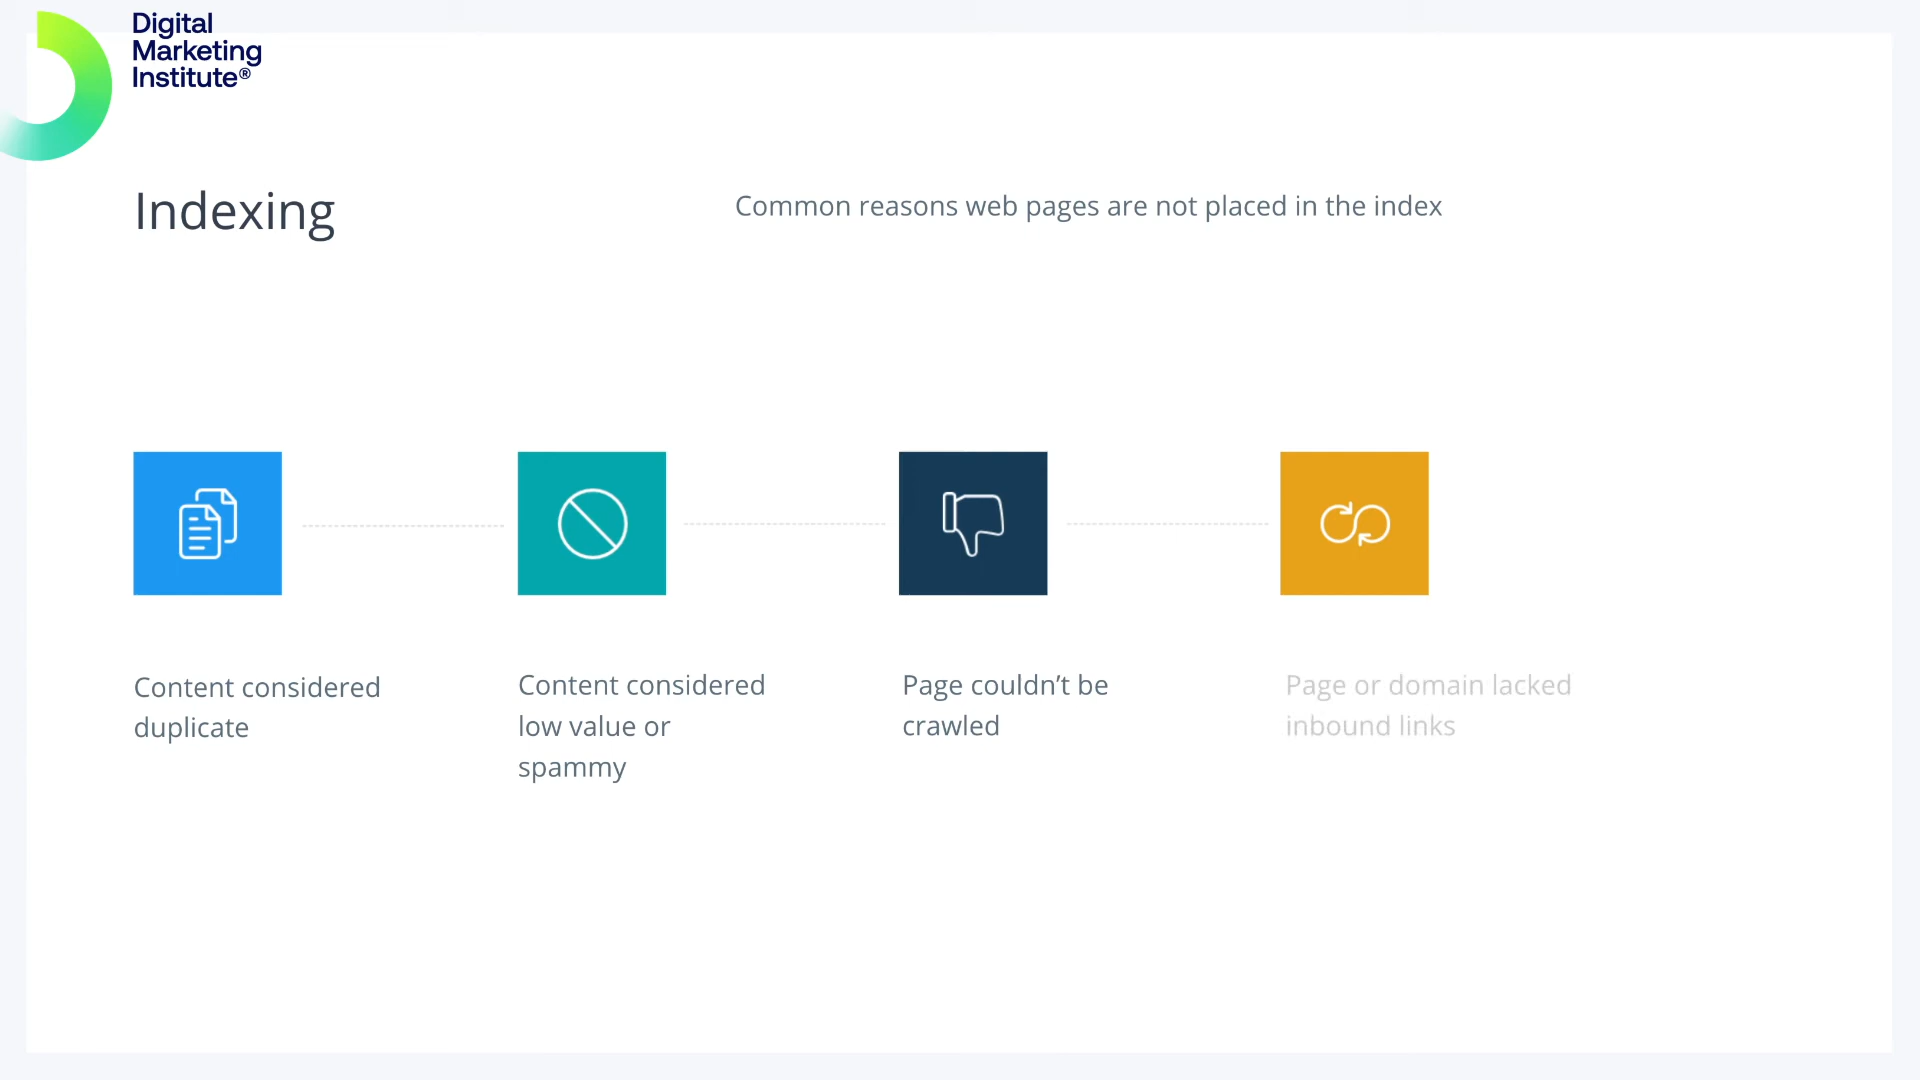 Digital
Marketing
Institute®
Indexing
Common reasons web pages are not placed in the index
Content considered
duplicate
Content considered
low value or
spammy
Page couldn’t be
crawled
Page or domain lacked
inbound links